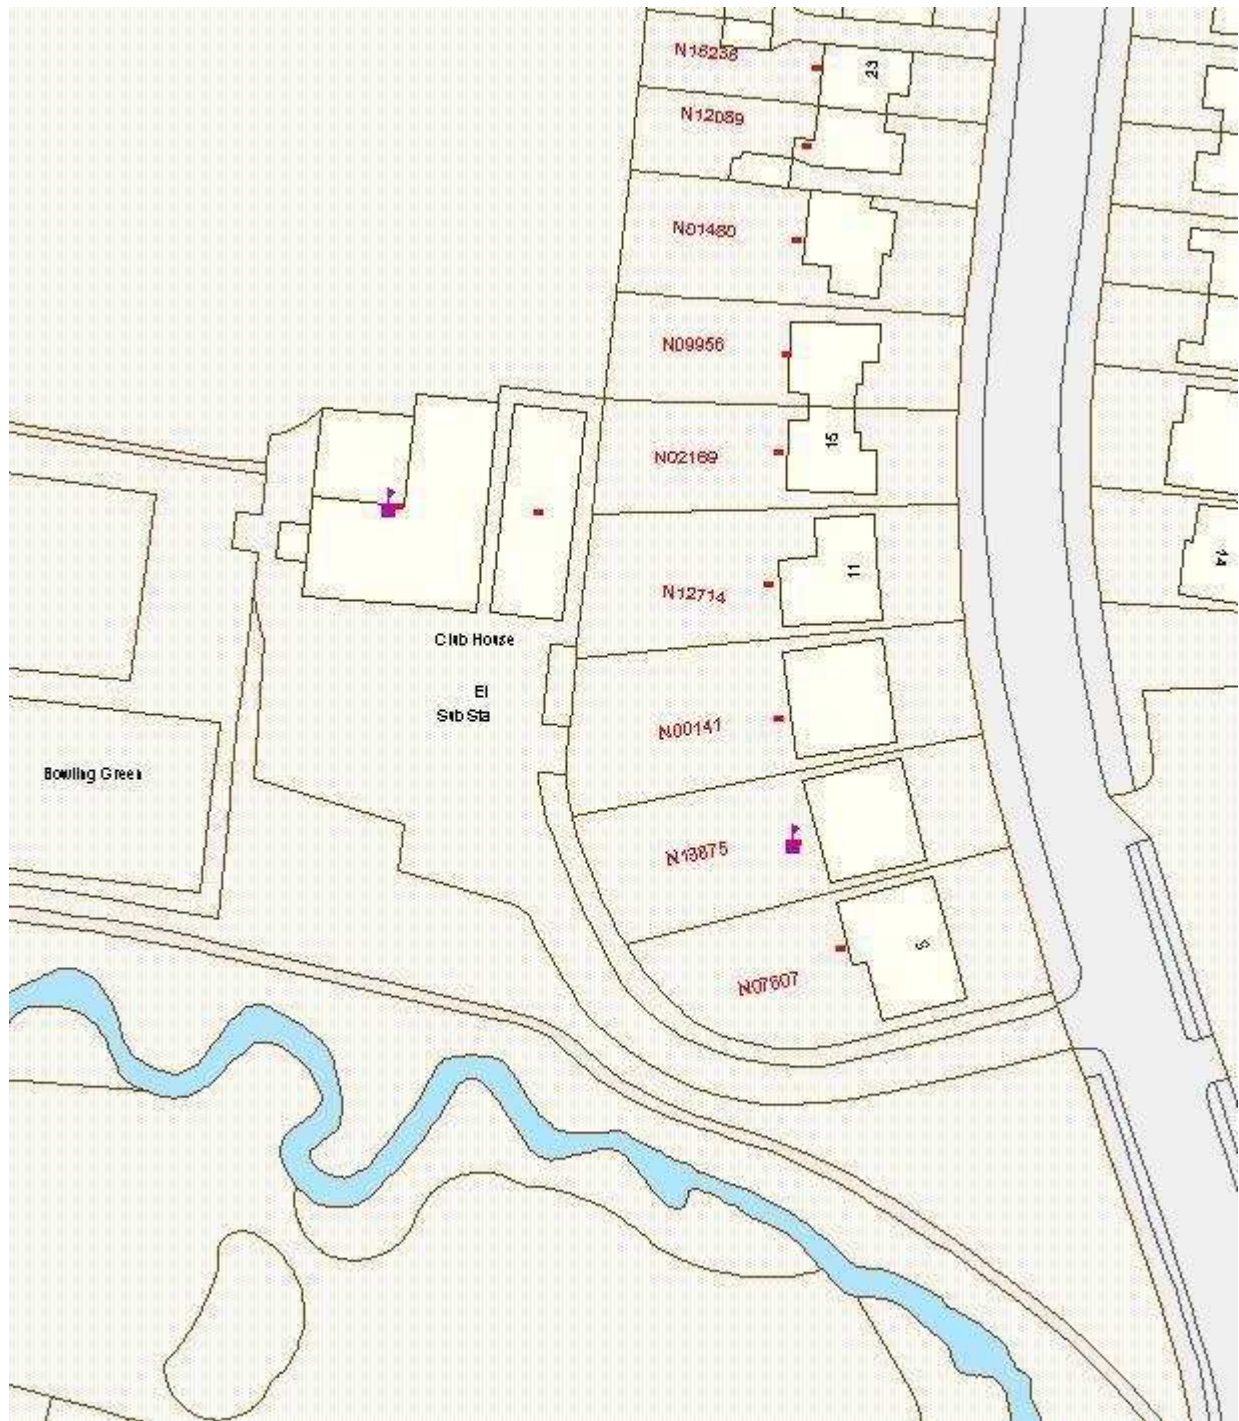 N16236
23
N12089
N01480
N09956
15
N02169
11
14
N12714
Club House
El
Sub Sta
N00141
Bowling Green
N13875
5
N07607